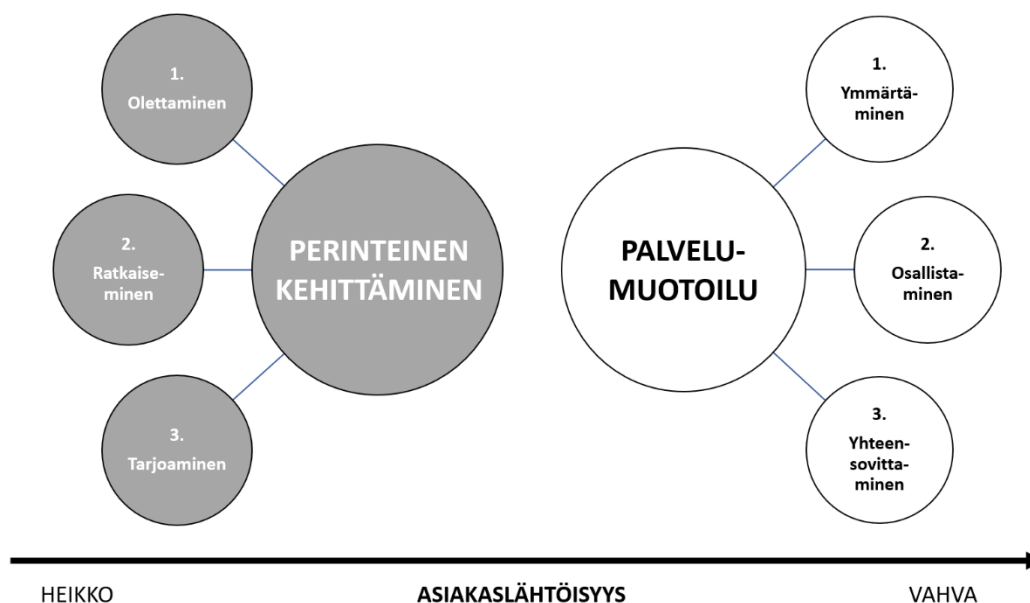 1.
Olettaminen
2.
Ratkaise-
minen
3.
Tarjoaminen
PERINTEINEN
KEHITTÄMINEN
PALVELU-
MUOTOILU
1.
Ymmärtä-
minen
2.
Osallista-
minen
3.
Yhteen-
sovitta-
minen
HEIKKO
ASIAKASLÄHTÖISYYS
VAHVA